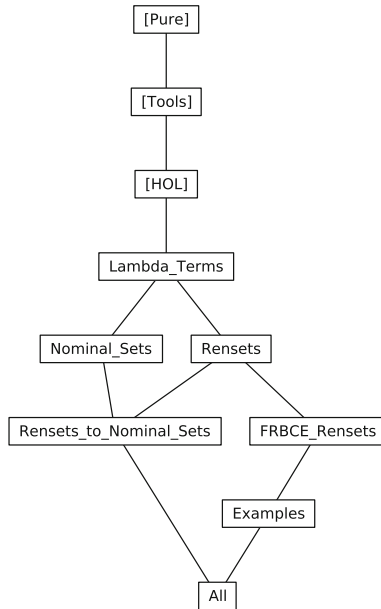 [Pure]
[Tools]
[HOL]
Lambda_Terms
Nominal_Sets
Rensets
Rensets_to_Nominal_Sets
FRBCE_Rensets
Examples
All